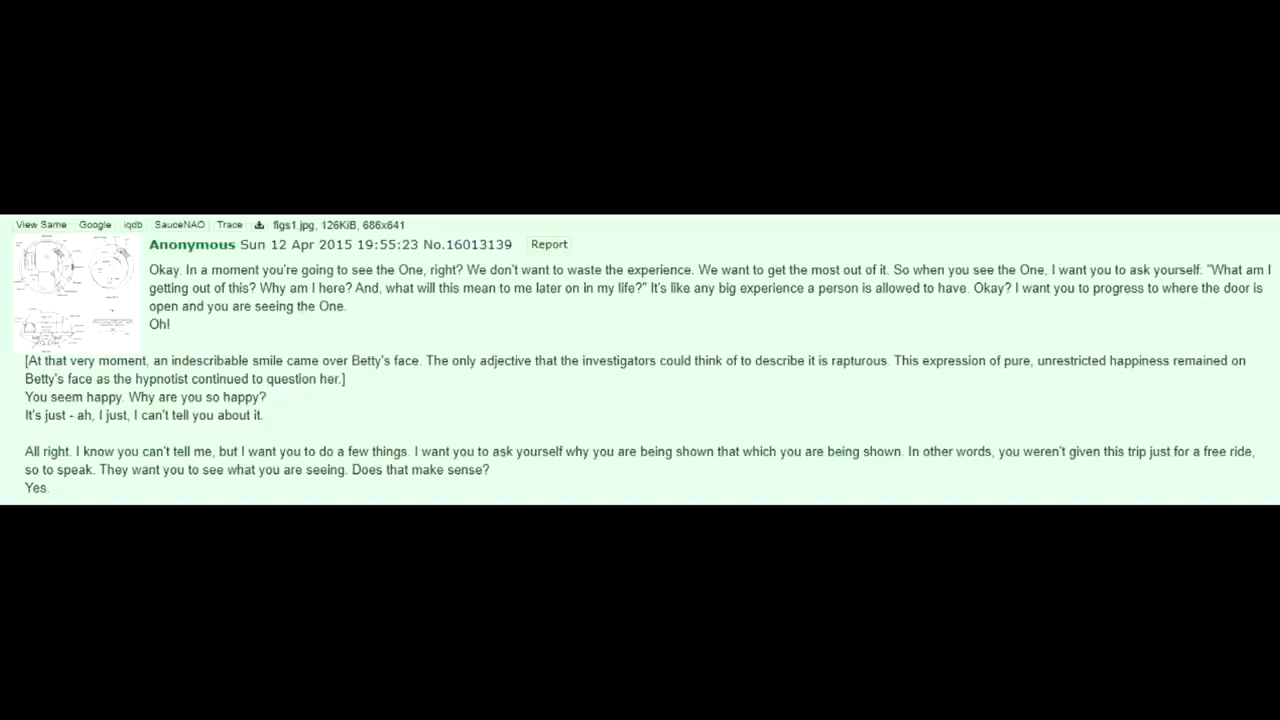 View Same Google iqdb SauceNAO Trace figs1.jpg, 126KiB, 686x641
Anonymous Sun 12 Apr 2015 19:55:23 No.16013139 Report
Okay. In a moment you're going to see the One, right? We don't want to waste the experience. We want to get the most out of it. So when you see the One, I want you to ask yourself: "What am I
getting out of this? Why am I here? And, what will this mean to me later on in my life?" It's like any big experience a person is allowed to have. Okay? I want you to progress to where the door is
open and you are seeing the One.
Oh!
[At that very moment, an indescribable smile came over Betty's face. The only adjective that the investigators could think of to describe it is rapturous. This expression of pure, unrestricted happiness remained on
Betty's face as the hypnotist continued to question her.]
You seem happy. Why are you so happy?
It's just - ah, I just, I can't tell you about it.
All right. I know you can't tell me, but I want you to do a few things. I want you to ask yourself why you are being shown that which you are being shown. In other words, you weren't given this trip just for a free ride,
so to speak. They want you to see what you are seeing. Does that make sense?
Yes.